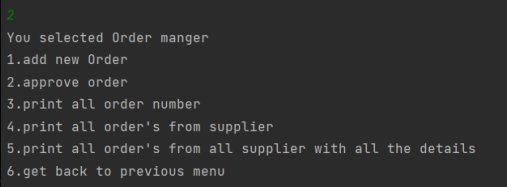 2
You selected Order manger
1.add new Order
2.approve order
3.print all order number
4.print all order's from supplier
5.print all order's from all supplier with all the details
6.get back to previous menu